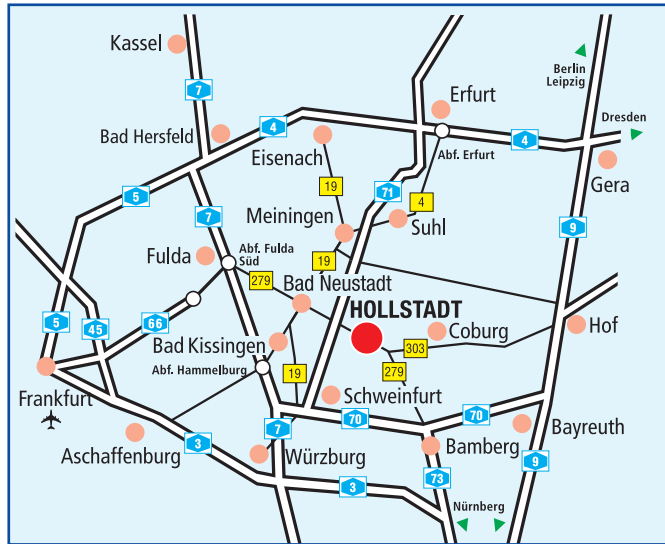 Kassel
7
Berlin
Leipzig
Erfurt
Dresden
Bad Hersfeld
4
Eisenach
Abf. Erfurt
4
Gera
5
19
71
4
7
Meiningen
Suhl
9
Fulda
Abf. Fulda
Süd
279
19
Bad Neustadt
HOLLSTADT
5
45
66
Coburg
Hof
Bad Kissingen
303
Abf. Hammelburg
19
279
Frankfurt
Schweinfurt
70
70
Bayreuth
Aschaffenburg
3
7
Würzburg
Bamberg
9
3
73
Nürnberg